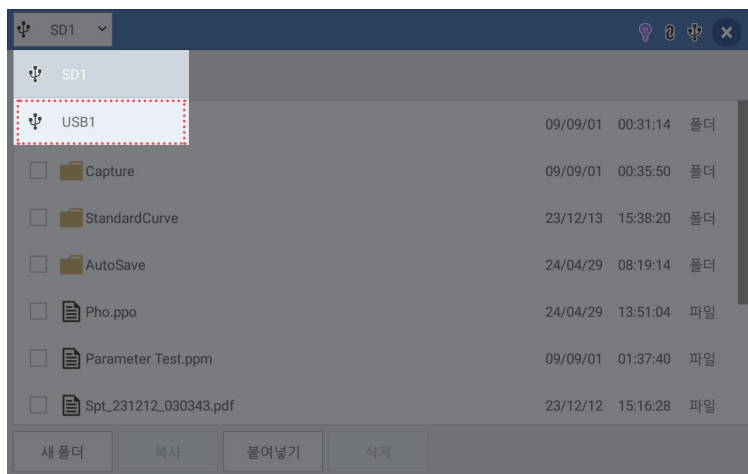 SD1
SD1
USB1 09/09/01 00:31:14 폴더
Capture 09/09/01 00:35:50 폴더
StandardCurve 23/12/13 15:38:20 폴더
AutoSave 24/04/29 08:19:14 폴더
Pho.ppo 24/04/29 13:51:04 파일
Parameter Test.ppm 09/09/01 01:37:40 파일
Spt_231212_030343.pdf 23/12/12 15:16:28 파일
새 폴더 복사 붙여넣기 삭제